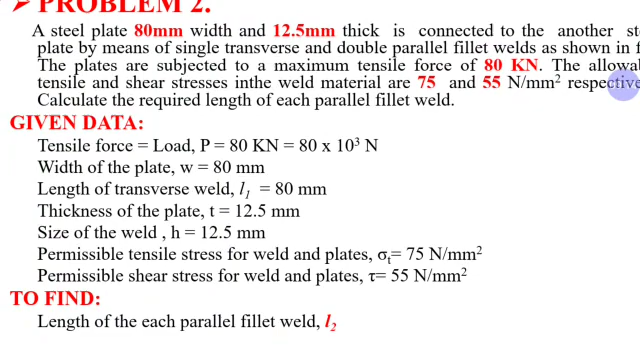 ➤ PROBLEM 2.
A steel plate 80mm width and 12.5mm thick is connected to the another
plate by means of single transverse and double parallel fillet welds as shown in
The plates are subjected to a maximum tensile force of 80 KN. The
tensile and shear stresses inthe weld material are 75 and 55 N/mm²
Calculate the required length of each parallel fillet weld.
GIVEN DATA:
Tensile force = Load, P = 80 KN = 80 x 10³ N
Width of the plate, w = 80 mm
Length of transverse weld, l₁ = 80 mm
Thickness of the plate, t = 12.5 mm
Size of the weld , h = 12.5 mm
Permissible tensile stress for weld and plates, σₜ= 75 N/mm²
Permissible shear stress for weld and plates, τ= 55 N/mm²
TO FIND:
Length of the each parallel fillet weld, l₂